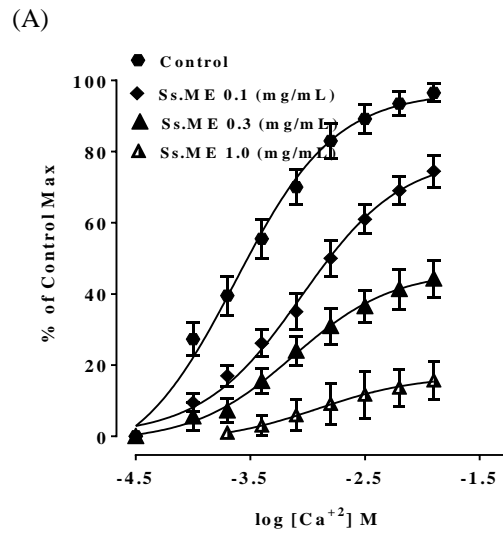 (A)
Control
Ss.ME 0.1 (mg/mL)
Ss.ME 0.3 (mg/mL)
Ss.ME 1.0 (mg/mL)
100
80
60
40
20
0
% of Control Max
-4.5 -3.5 -2.5 -1.5
log [Ca+2] M